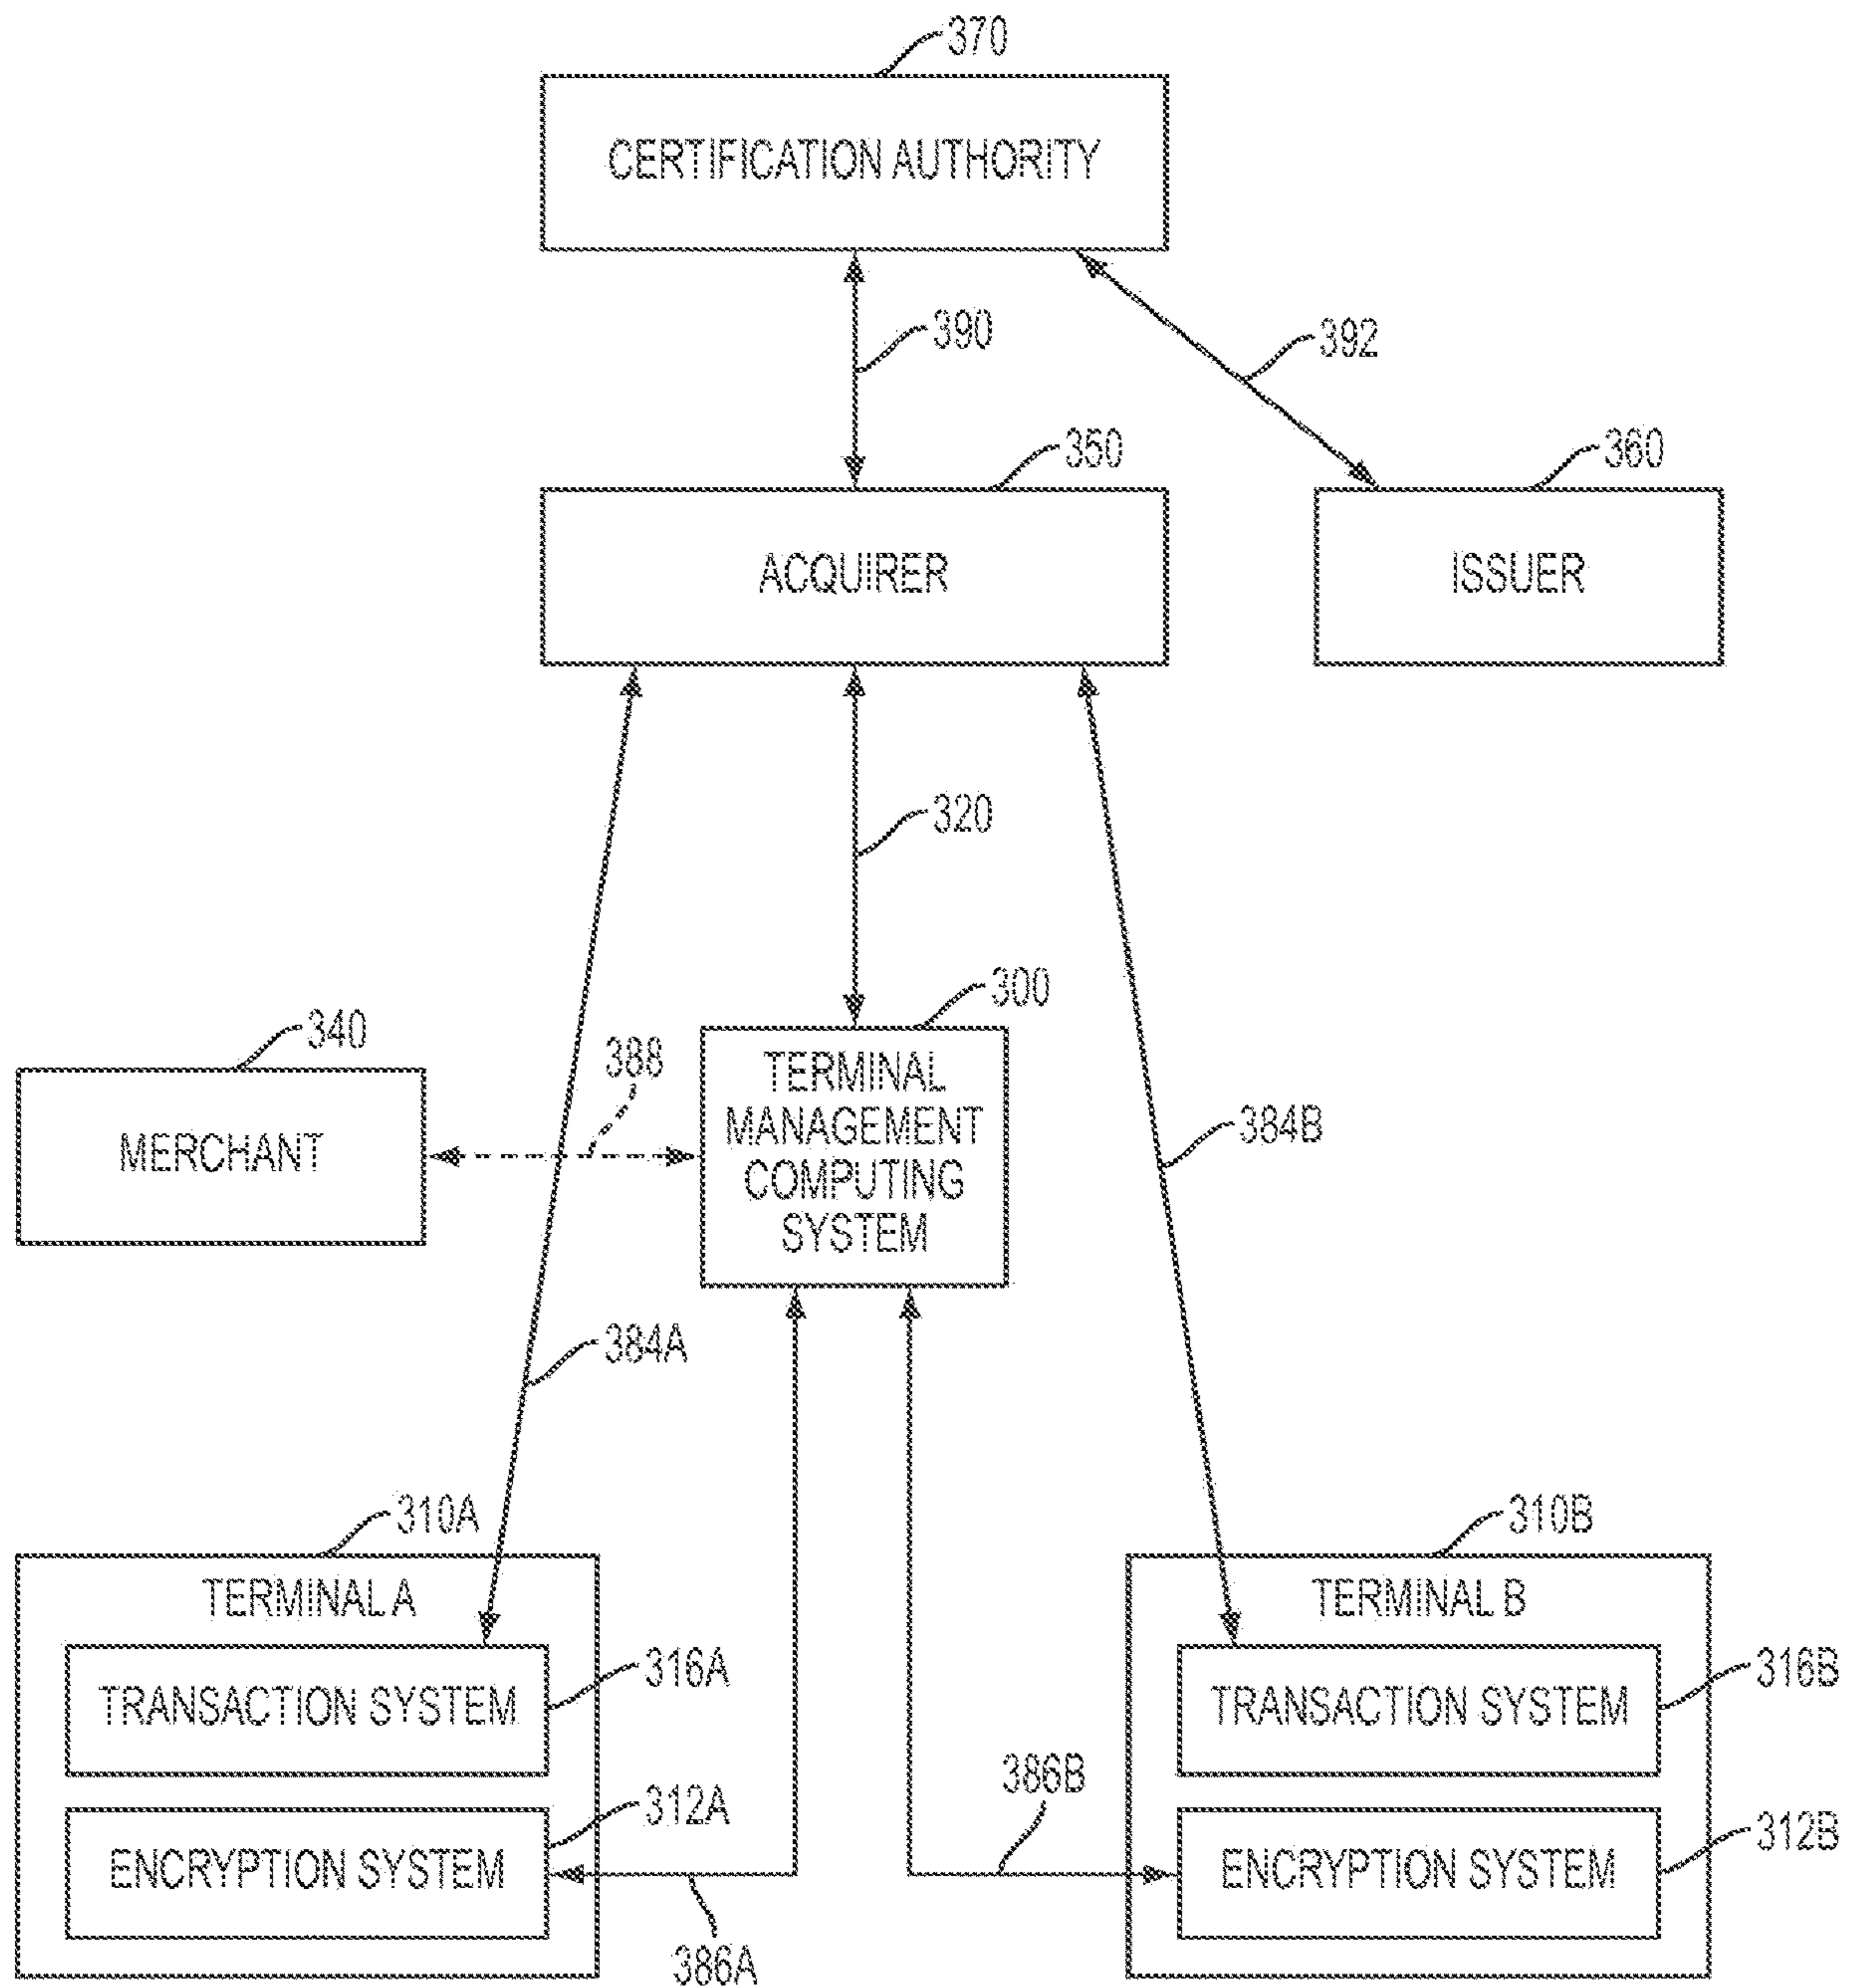 370
CERTIFICATION AUTHORITY
390
392
350
360
ACQUIRER
ISSUER
320
300
340
388
TERMINAL
MANAGEMENT
COMPUTING
SYSTEM
MERCHANT
384B
384A
310A
310B
TERMINAL A
TERMINAL B
316A
316B
TRANSACTION SYSTEM
TRANSACTION SYSTEM
386B
312A
312B
ENCRYPTION SYSTEM
ENCRYPTION SYSTEM
386A